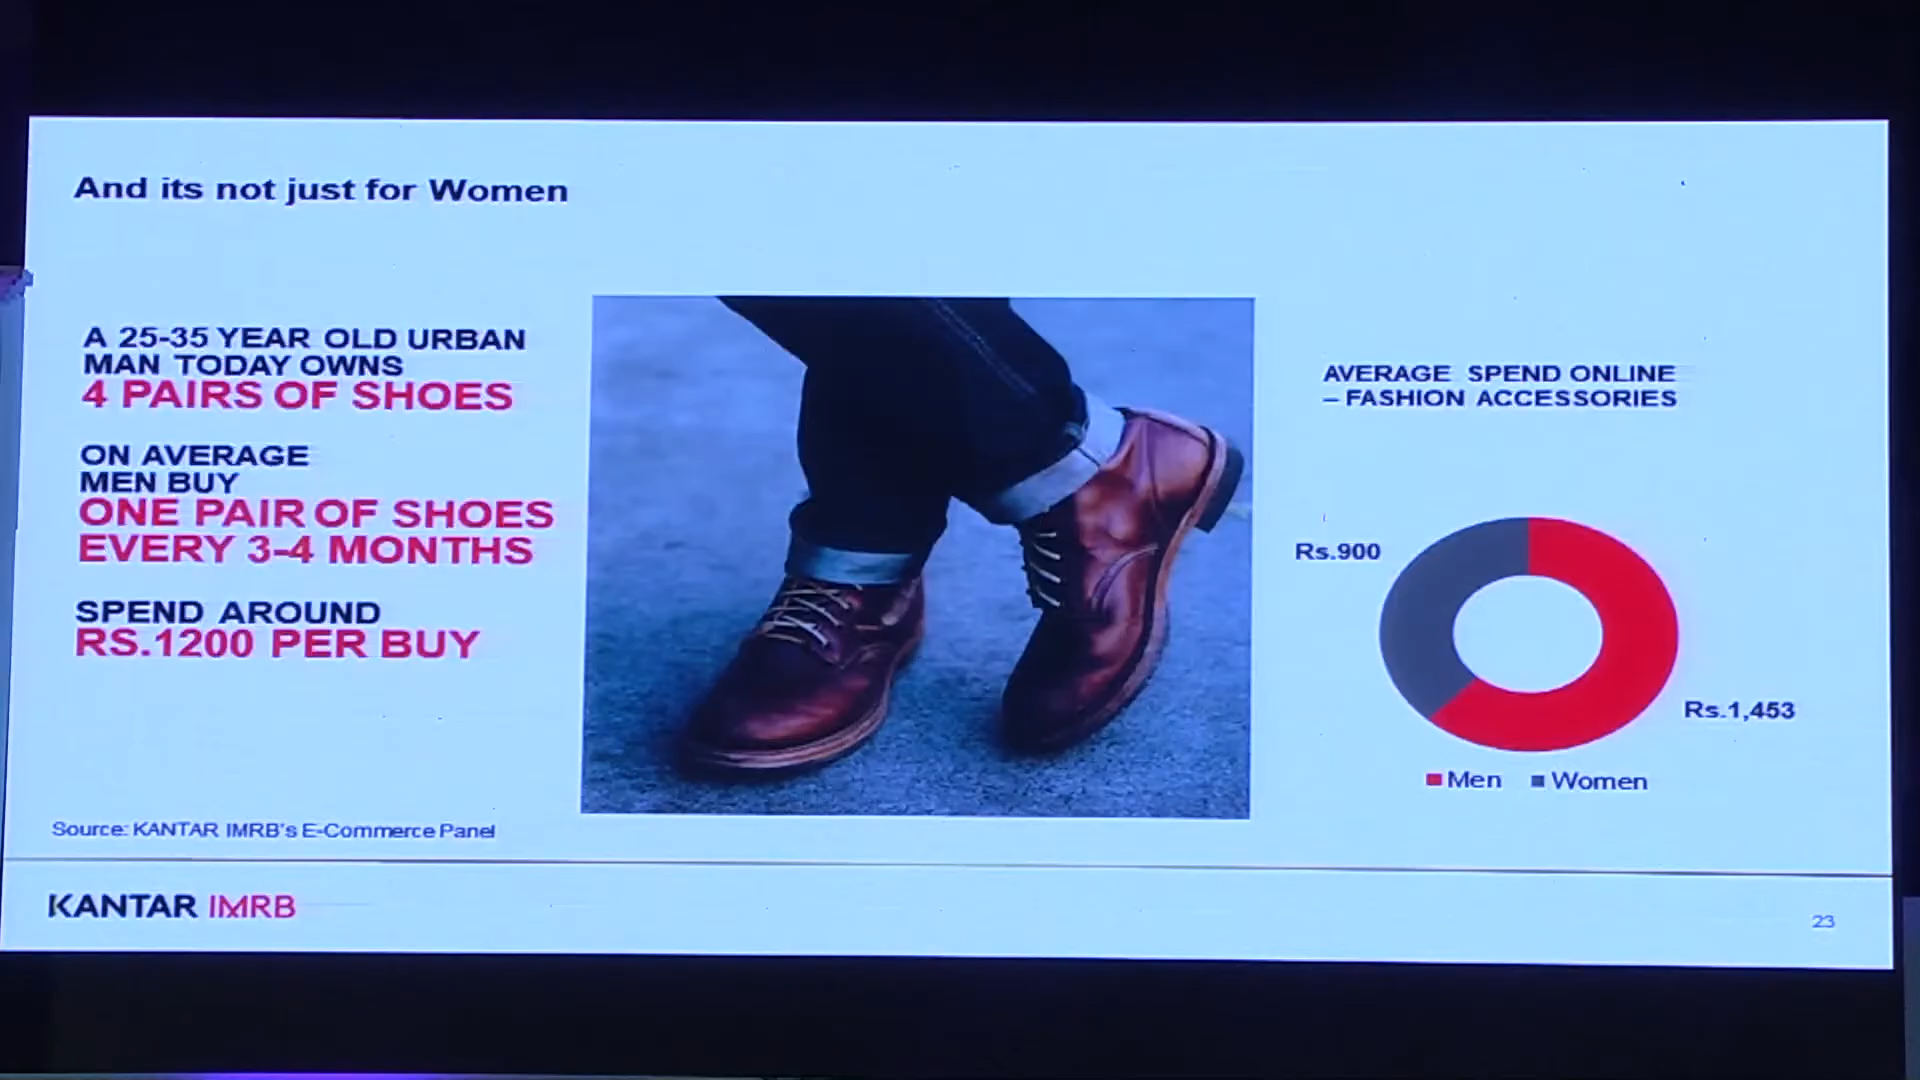 And its not just for Women
A 25-35 YEAR OLD URBAN
MAN TODAY OWNS
4 PAIRS OF SHOES
ON AVERAGE
MEN BUY
ONE PAIR OF SHOES
EVERY 3-4 MONTHS
SPEND AROUND
RS.1200 PER BUY
AVERAGE SPEND ONLINE
– FASHION ACCESSORIES
Rs.900
Rs.1,453
Men Women
Source: KANTAR IMRB's E-Commerce Panel
KANTAR IMRB
23